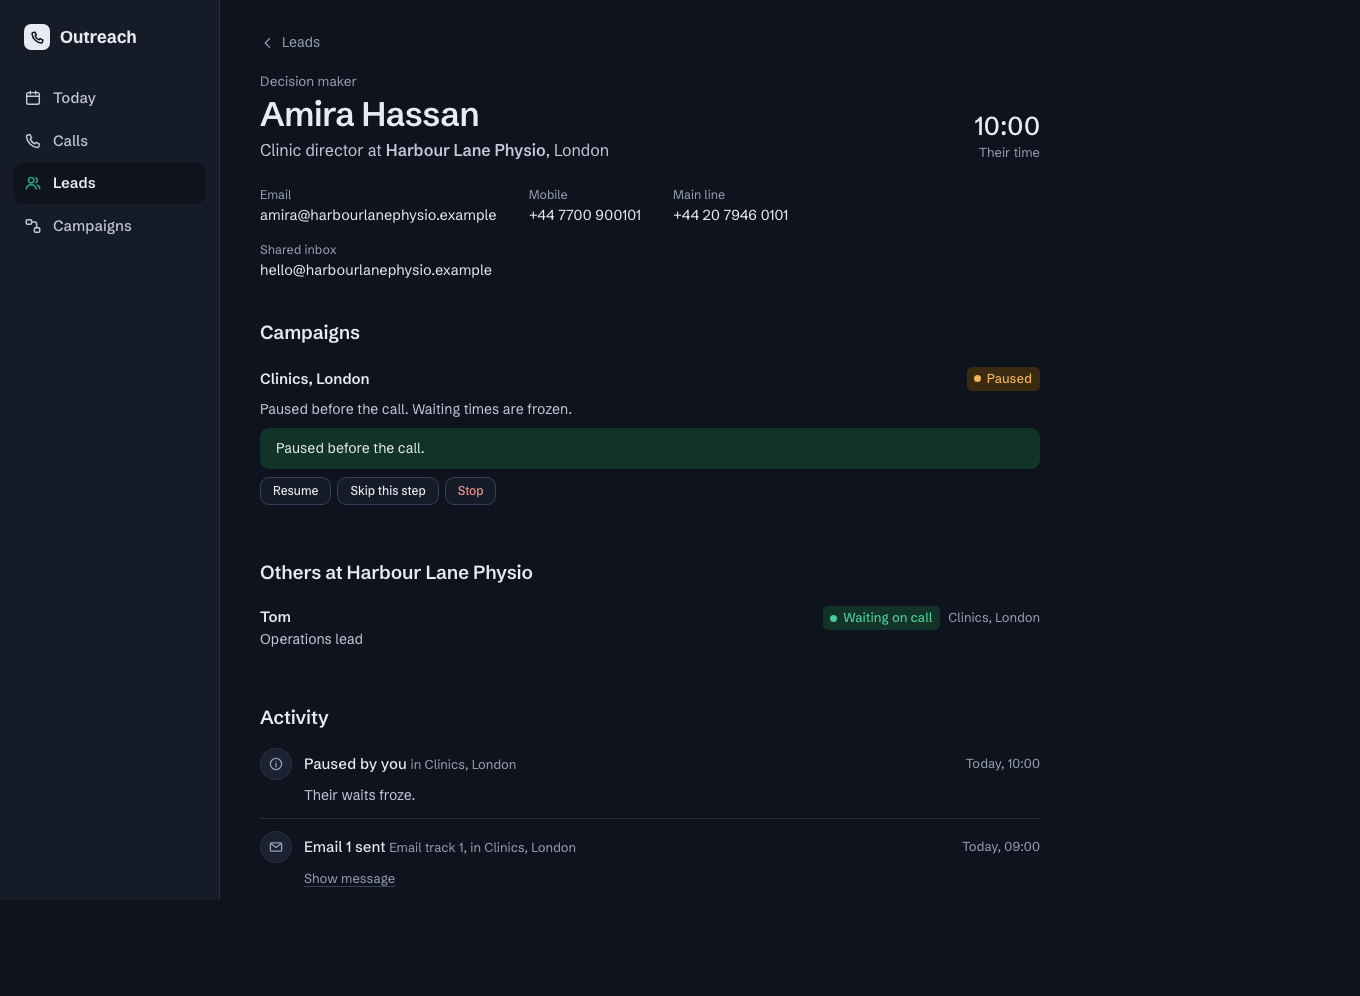 Outreach
Today
Calls
Leads
Campaigns
Leads
Decision maker
Amira Hassan
Clinic director at Harbour Lane Physio, London
10:00
Their time
Email
amira@harbourlanephysio.example
Mobile
+44 7700 900101
Main line
+44 20 7946 0101
Shared inbox
hello@harbourlanephysio.example
Campaigns
Clinics, London
Paused
Paused before the call. Waiting times are frozen.
Paused before the call.
Resume
Skip this step
Stop
Others at Harbour Lane Physio
Tom
Waiting on call
Clinics, London
Operations lead
Activity
Paused by you in Clinics, London
Today, 10:00
Their waits froze.
Email 1 sent Email track 1, in Clinics, London
Today, 09:00
Show message